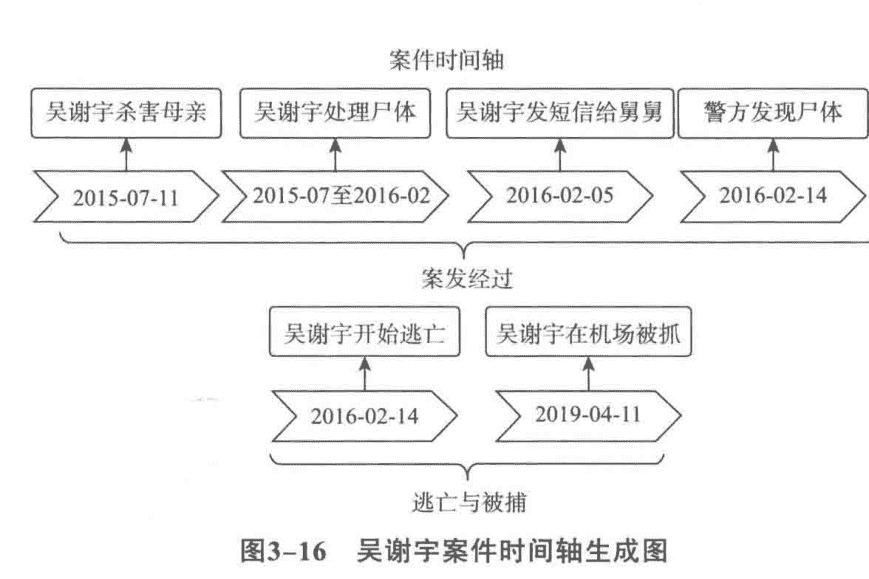 案件时间轴
吴谢宇杀害母亲 吴谢宇处理尸体 吴谢宇发短信给舅舅 警方发现尸体
2015-07-11 2015-07至2016-02 2016-02-05 2016-02-14
案发经过
吴谢宇开始逃亡 吴谢宇在机场被抓
2016-02-14 2019-04-11
逃亡与被捕
图3-16 吴谢宇案件时间轴生成图